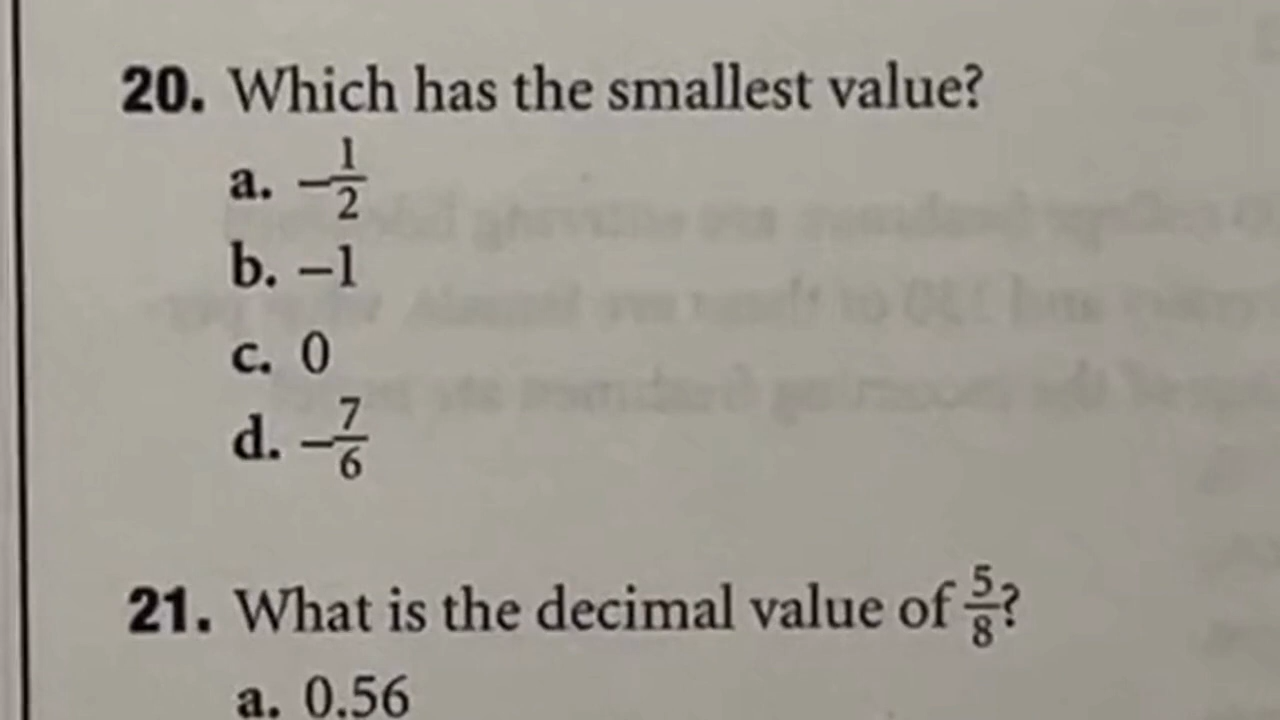 20. Which has the smallest value?
a. −1/2
b. −1
c. 0
d. −7/6
21. What is the decimal value of 5/8?
a. 0.56